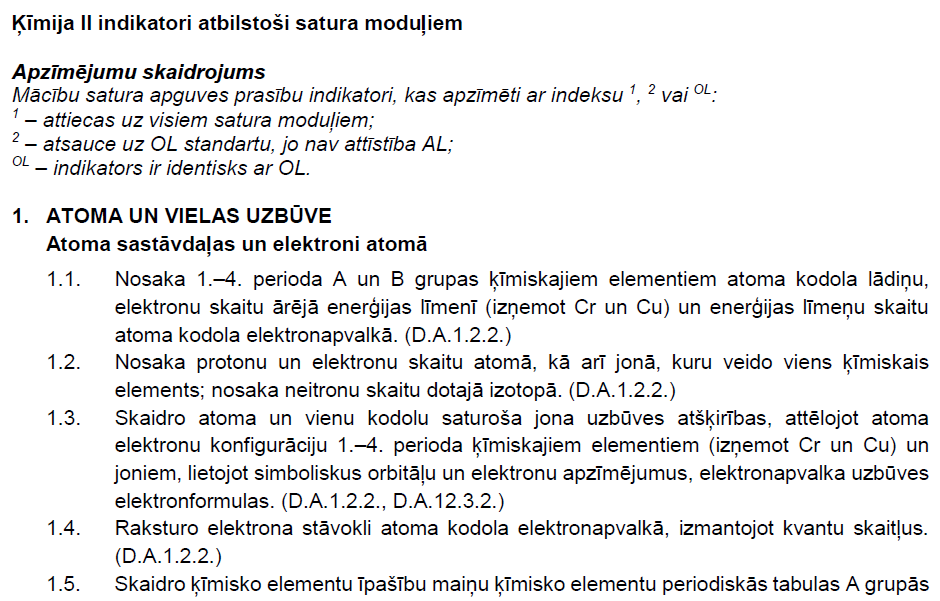 Ķīmija II indikatori atbilstoši satura moduļiem
Apzīmējumu skaidrojums
Mācību satura apguves prasību indikatori, kas apzīmēti ar indeksu ¹, ² vai ᴼᴸ:
¹ – attiecas uz visiem satura moduļiem;
² – atsauce uz OL standartu, jo nav attīstība AL;
ᴼᴸ – indikators ir identisks ar OL.
1. ATOMA UN VIELAS UZBŪVE
Atoma sastāvdaļas un elektroni atomā
1.1. Nosaka 1.–4. perioda A un B grupas ķīmiskajiem elementiem atoma kodola lādiņu,
elektronu skaitu ārējā enerģijas līmenī (izņemot Cr un Cu) un enerģijas līmeņu skaitu
atoma kodola elektronapvalkā. (D.A.1.2.2.)
1.2. Nosaka protonu un elektronu skaitu atomā, kā arī jonā, kuru veido viens ķīmiskais
elements; nosaka neitronu skaitu dotajā izotopā. (D.A.1.2.2.)
1.3. Skaidro atoma un vienu kodolu saturoša jona uzbūves atšķirības, attēlojot atoma
elektronu konfigurāciju 1.–4. perioda ķīmiskajiem elementiem (izņemot Cr un Cu) un
joniem, lietojot simboliskus orbitāļu un elektronu apzīmējumus, elektronapvalka uzbūves
elektronformulas. (D.A.1.2.2., D.A.12.3.2.)
1.4. Raksturo elektrona stāvokli atoma kodola elektronapvalkā, izmantojot kvantu skaitļus.
(D.A.1.2.2.)
1.5. Skaidro ķīmisko elementu īpašību maiņu ķīmisko elementu periodiskās tabulas A grupās